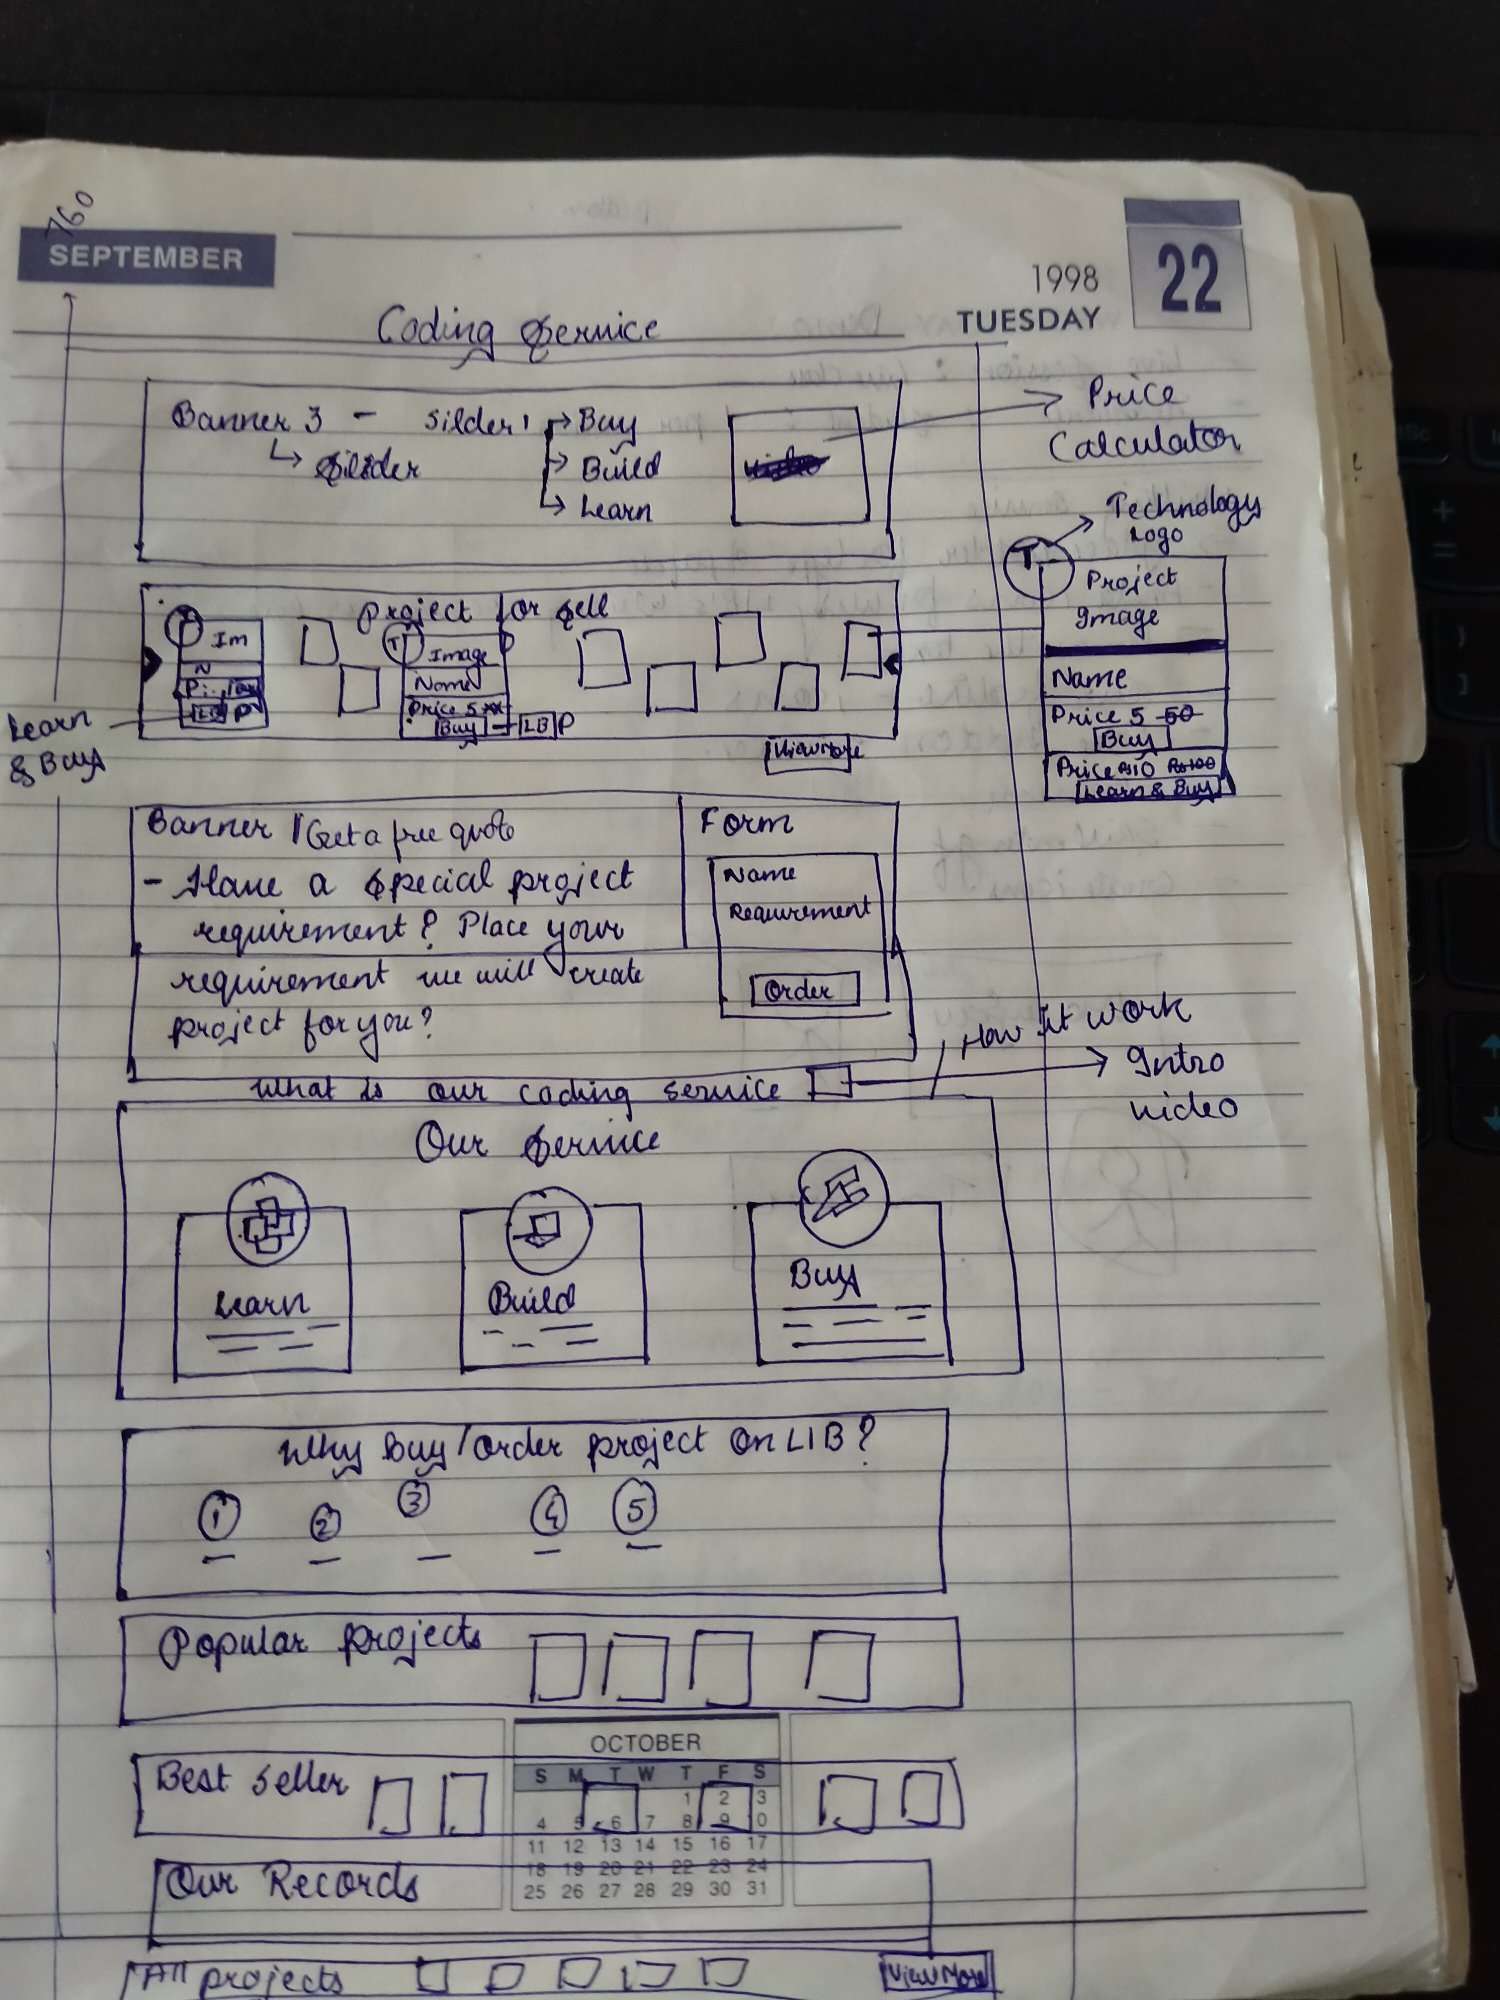 760
SEPTEMBER
1998
TUESDAY
22
Coding Service
Banner 3 - Silder
Slider
Buy
Build
Learn
Price
Calculator
Technology
Logo
T
Project
Image
Name
Price 5 50
Buy
Price Rs10 Rs100
Learn & Buy
Project for Sell
T
Im
N
LB P
T
Image
Name
Price 5
Buy - LB P
View More
Learn
& Buy
Banner / Get a free quote
- Have a special project
requirement? Place your
requirement we will create
project for you?
Form
Name
Requirement
Order
What is our coding service
How It work
Intro
video
Our Service
Learn
Build
Buy
Why buy/order project on LIB?
1 2 3 4 5
Popular projects
Best Seller
OCTOBER
S M T W T F S
1 2 3
4 5 6 7 8 9 0
11 12 13 14 15 16 17
18 19 20 21 22 23 24
25 26 27 28 29 30 31
Our Records
All projects
View More